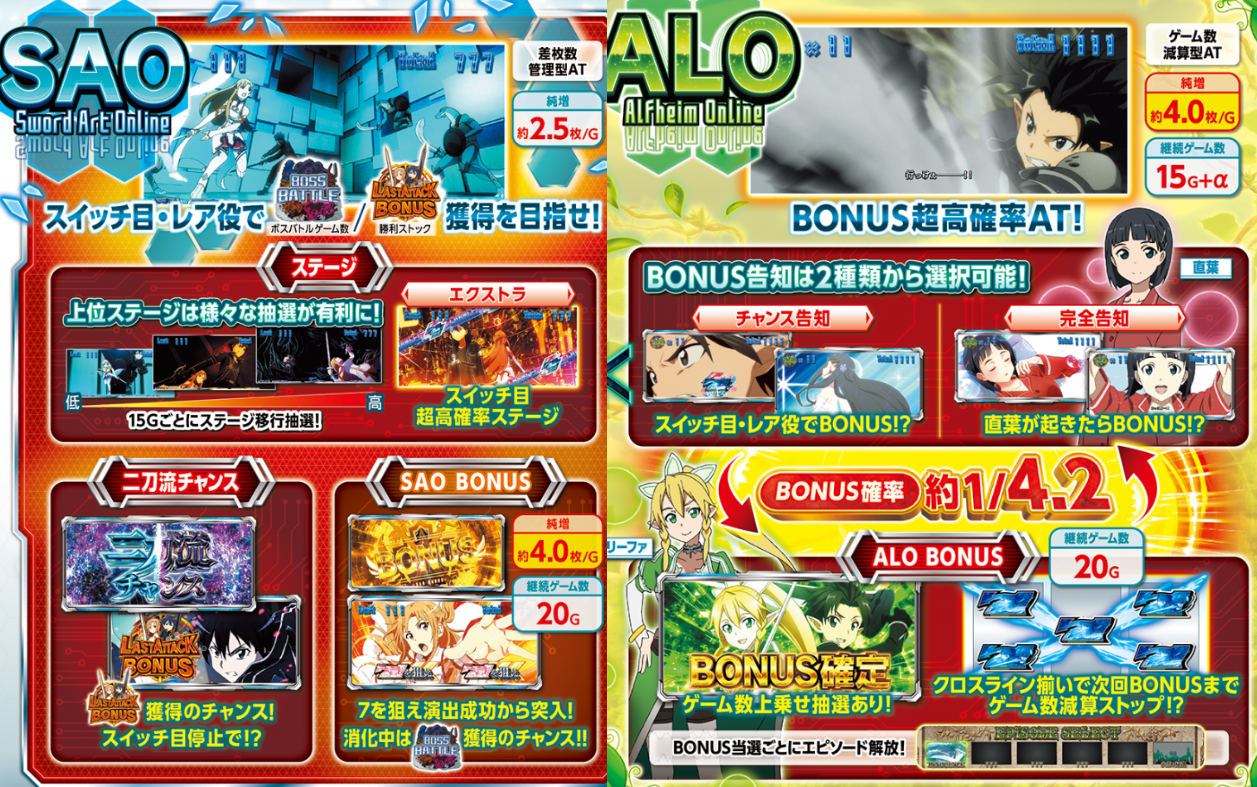 SAO
Sword Art Online
差枚数
管理型AT
純増
約2.5枚/G
BOSS
BATTLE
LAST ATTACK
BONUS
スイッチ目・レア役で
ボスバトルゲーム数
/
勝利ストック
獲得を目指せ!
ステージ
上位ステージは様々な抽選が有利に!
低
高
15Gごとにステージ移行抽選!
エクストラ
スイッチ目
超高確率ステージ
二刀流チャンス
LAST ATTACK
BONUS
LAST ATTACK
BONUS
獲得のチャンス!
スイッチ目停止で!?
SAO BONUS
BONUS
純増
約4.0枚/G
継続ゲーム数
20G
7を狙え演出成功から突入!
消化中は
BOSS
BATTLE
獲得のチャンス!!
ALO
Alfheim Online
11
1111
行っけぇ――!!
ゲーム数
減算型AT
純増
約4.0枚/G
継続ゲーム数
15G+α
BONUS超高確率AT!
直葉
BONUS告知は2種類から選択可能!
チャンス告知
スイッチ目・レア役でBONUS!?
完全告知
直葉が起きたらBONUS!?
BONUS確率
約1/4.2
リーファ
ALO BONUS
継続ゲーム数
20G
BONUS確定
ゲーム数上乗せ抽選あり!
クロスライン揃いで次回BONUSまで
ゲーム数減算ストップ!?
BONUS当選ごとにエピソード解放!
EPISODE SELECT